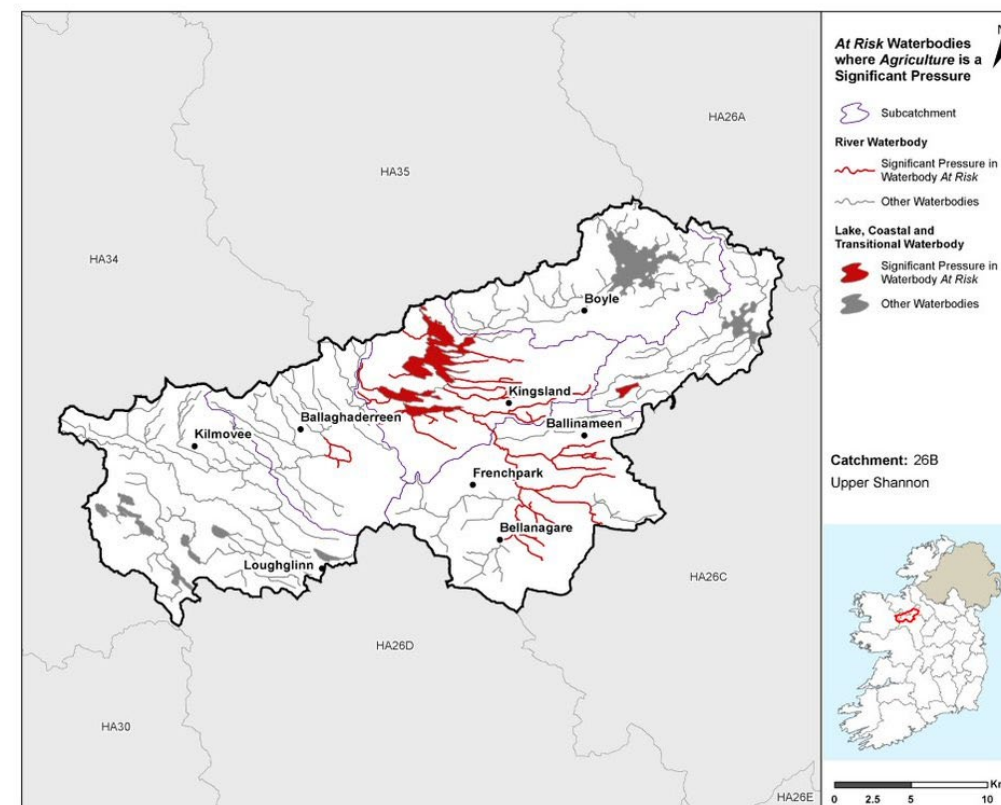 At Risk Waterbodies
where Agriculture is a
Significant Pressure
N
Subcatchment
River Waterbody
Significant Pressure in
Waterbody At Risk
Other Waterbodies
Lake, Coastal and
Transitional Waterbody
Significant Pressure in
Waterbody At Risk
Other Waterbodies
Catchment: 26B
Upper Shannon
Km
0 2.5 5 10
HA26A
HA35
HA34
Boyle
Kingsland
Ballaghaderreen
Ballinameen
Kilmovee
Frenchpark
Bellanagare
Loughglinn
HA26C
HA26D
HA30
HA26E